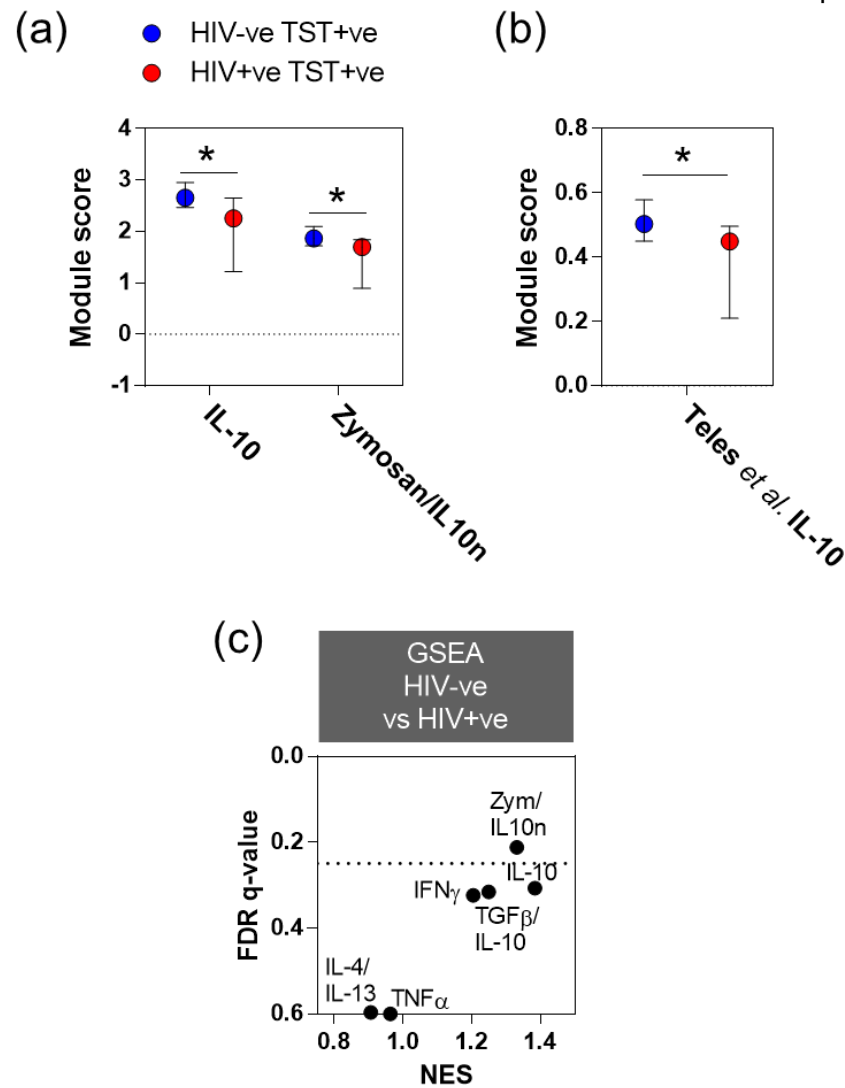 (a)
HIV-ve TST+ve
HIV+ve TST+ve
Module score
4
3
2
1
0
-1
*
*
IL-10
Zymosan/IL10n
(b)
Module score
0.8
0.6
0.4
0.2
0.0
*
Teles et al. IL-10
(c)
GSEA
HIV-ve
vs HIV+ve
FDR q-value
0.0
0.2
0.4
0.6
Zym/
IL10n
IL-10
IFNγ
TGFβ/
IL-10
IL-4/
IL-13
TNFα
0.8
1.0
1.2
1.4
NES